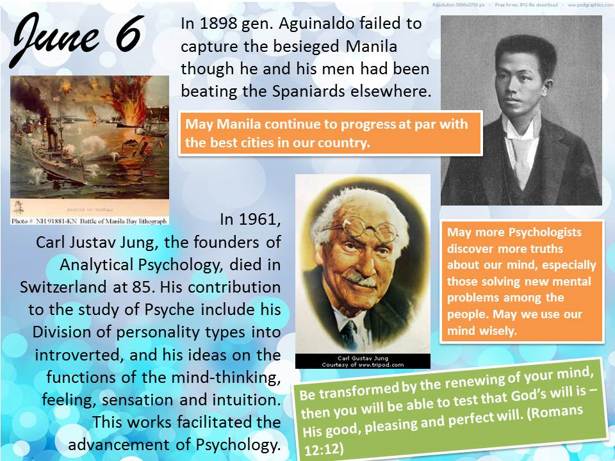 June 6
In 1898 gen. Aguinaldo failed to
capture the besieged Manila
though he and his men had been
beating the Spaniards elsewhere.
May Manila continue to progress at par with
the best cities in our country.
Photo # NH 91881-KN Battle of Manila Bay lithograph
In 1961,
Carl Justav Jung, the founders of
Analytical Psychology, died in
Switzerland at 85. His contribution
to the study of Psyche include his
Division of personality types into
introverted, and his ideas on the
functions of the mind-thinking,
feeling, sensation and intuition.
This works facilitated the
advancement of Psychology.
Carl Gustav Jung
Courtesy of www.tripod.com
May more Psychologists
discover more truths
about our mind, especially
those solving new mental
problems among the
people. May we use our
mind wisely.
Be transformed by the renewing of your mind,
then you will be able to test that God's will is –
His good, pleasing and perfect will. (Romans
12:12)